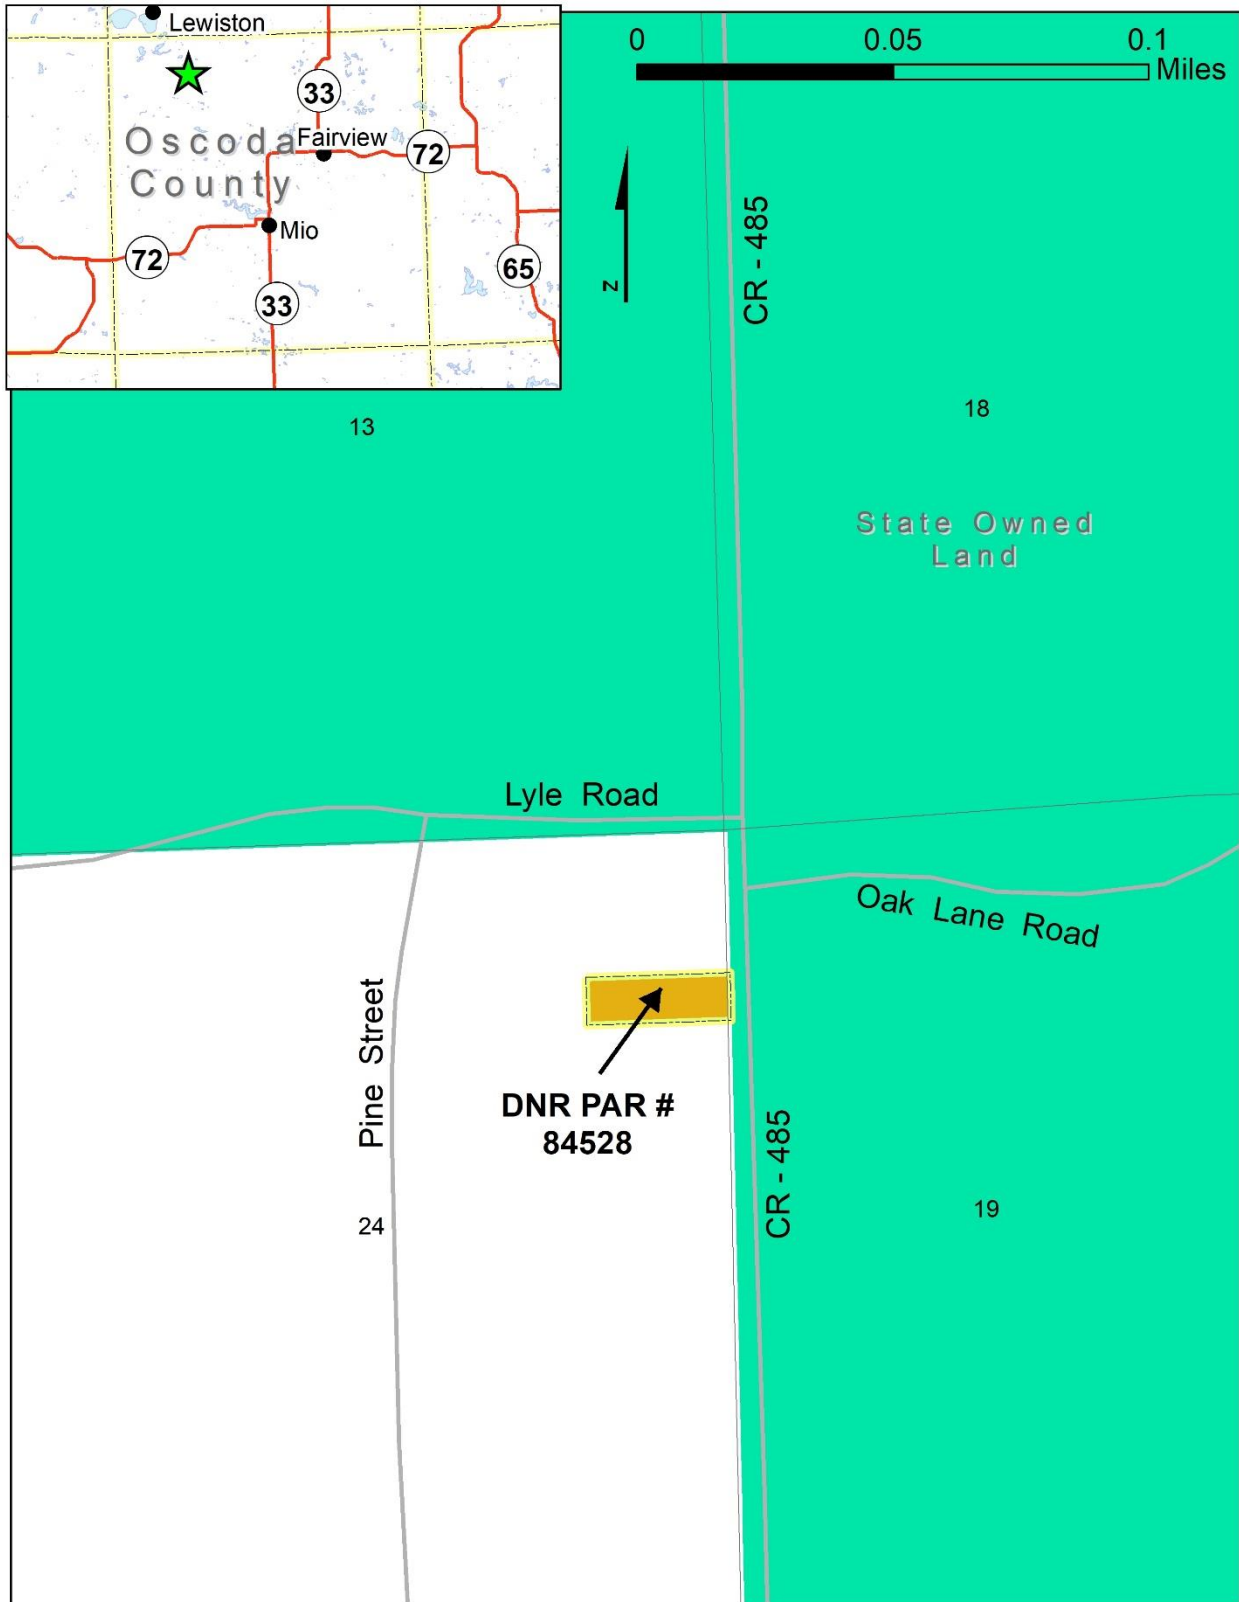 Lewiston
33
Oscoda
County
Fairview
72
Mio
72
65
33
0 0.05 0.1
Miles
N
CR - 485
13
18
State Owned
Land
Lyle Road
Oak Lane Road
Pine Street
DNR PAR #
84528
CR - 485
24
19